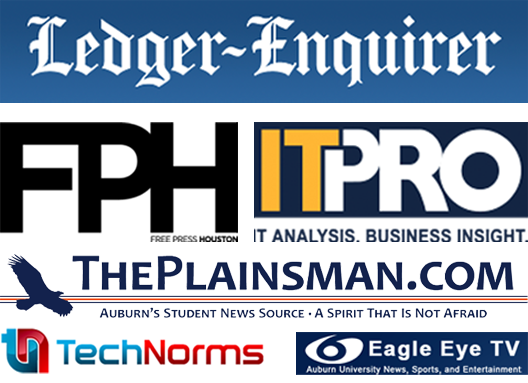 Ledger-Enquirer
FPH
FREE PRESS HOUSTON
ITPRO
IT ANALYSIS. BUSINESS INSIGHT.
THEPLAINSMAN.COM
AUBURN'S STUDENT NEWS SOURCE • A SPIRIT THAT IS NOT AFRAID
TechNorms
Eagle Eye TV
Auburn University News, Sports, and Entertainment